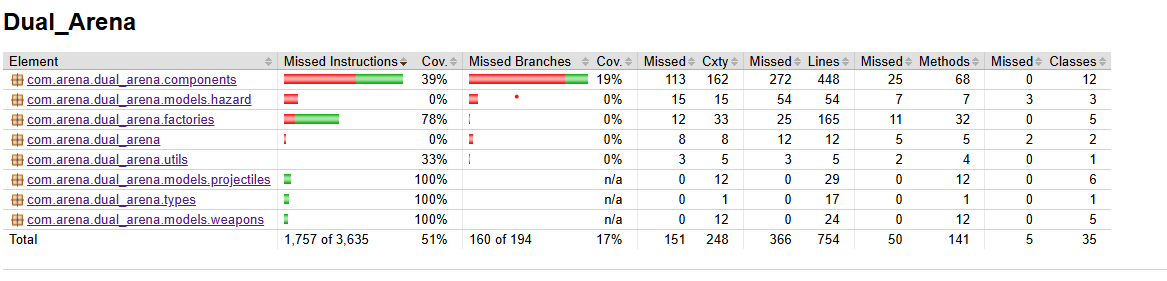 Dual_Arena
Element Missed Instructions Cov. Missed Branches Cov. Missed Cxty Missed Lines Missed Methods Missed Classes
com.arena.dual_arena.components 39% 19% 113 162 272 448 25 68 0 12
com.arena.dual_arena.models.hazard 0% 0% 15 15 54 54 7 7 3 3
com.arena.dual_arena.factories 78% 0% 12 33 25 165 11 32 0 5
com.arena.dual_arena 0% 0% 8 8 12 12 5 5 2 2
com.arena.dual_arena.utils 33% 0% 3 5 3 5 2 4 0 1
com.arena.dual_arena.models.projectiles 100% n/a 0 12 0 29 0 12 0 6
com.arena.dual_arena.types 100% n/a 0 1 0 17 0 1 0 1
com.arena.dual_arena.models.weapons 100% n/a 0 12 0 24 0 12 0 5
Total 1,757 of 3,635 51% 160 of 194 17% 151 248 366 754 50 141 5 35